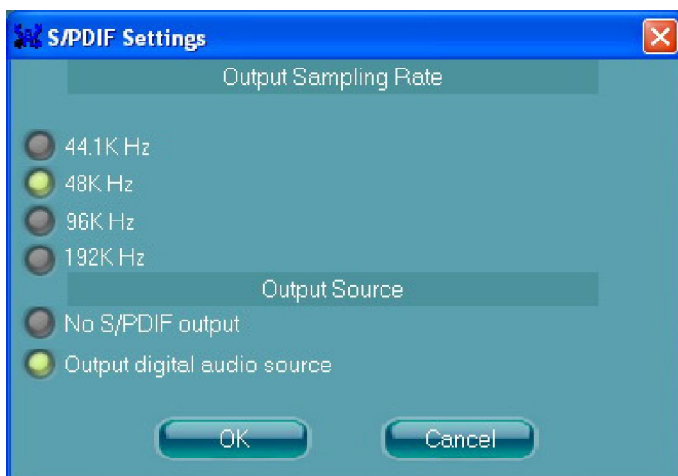 S/PDIF Settings
Output Sampling Rate
44.1K Hz
48K Hz
96K Hz
192K Hz
Output Source
No S/PDIF output
Output digital audio source
OK
Cancel